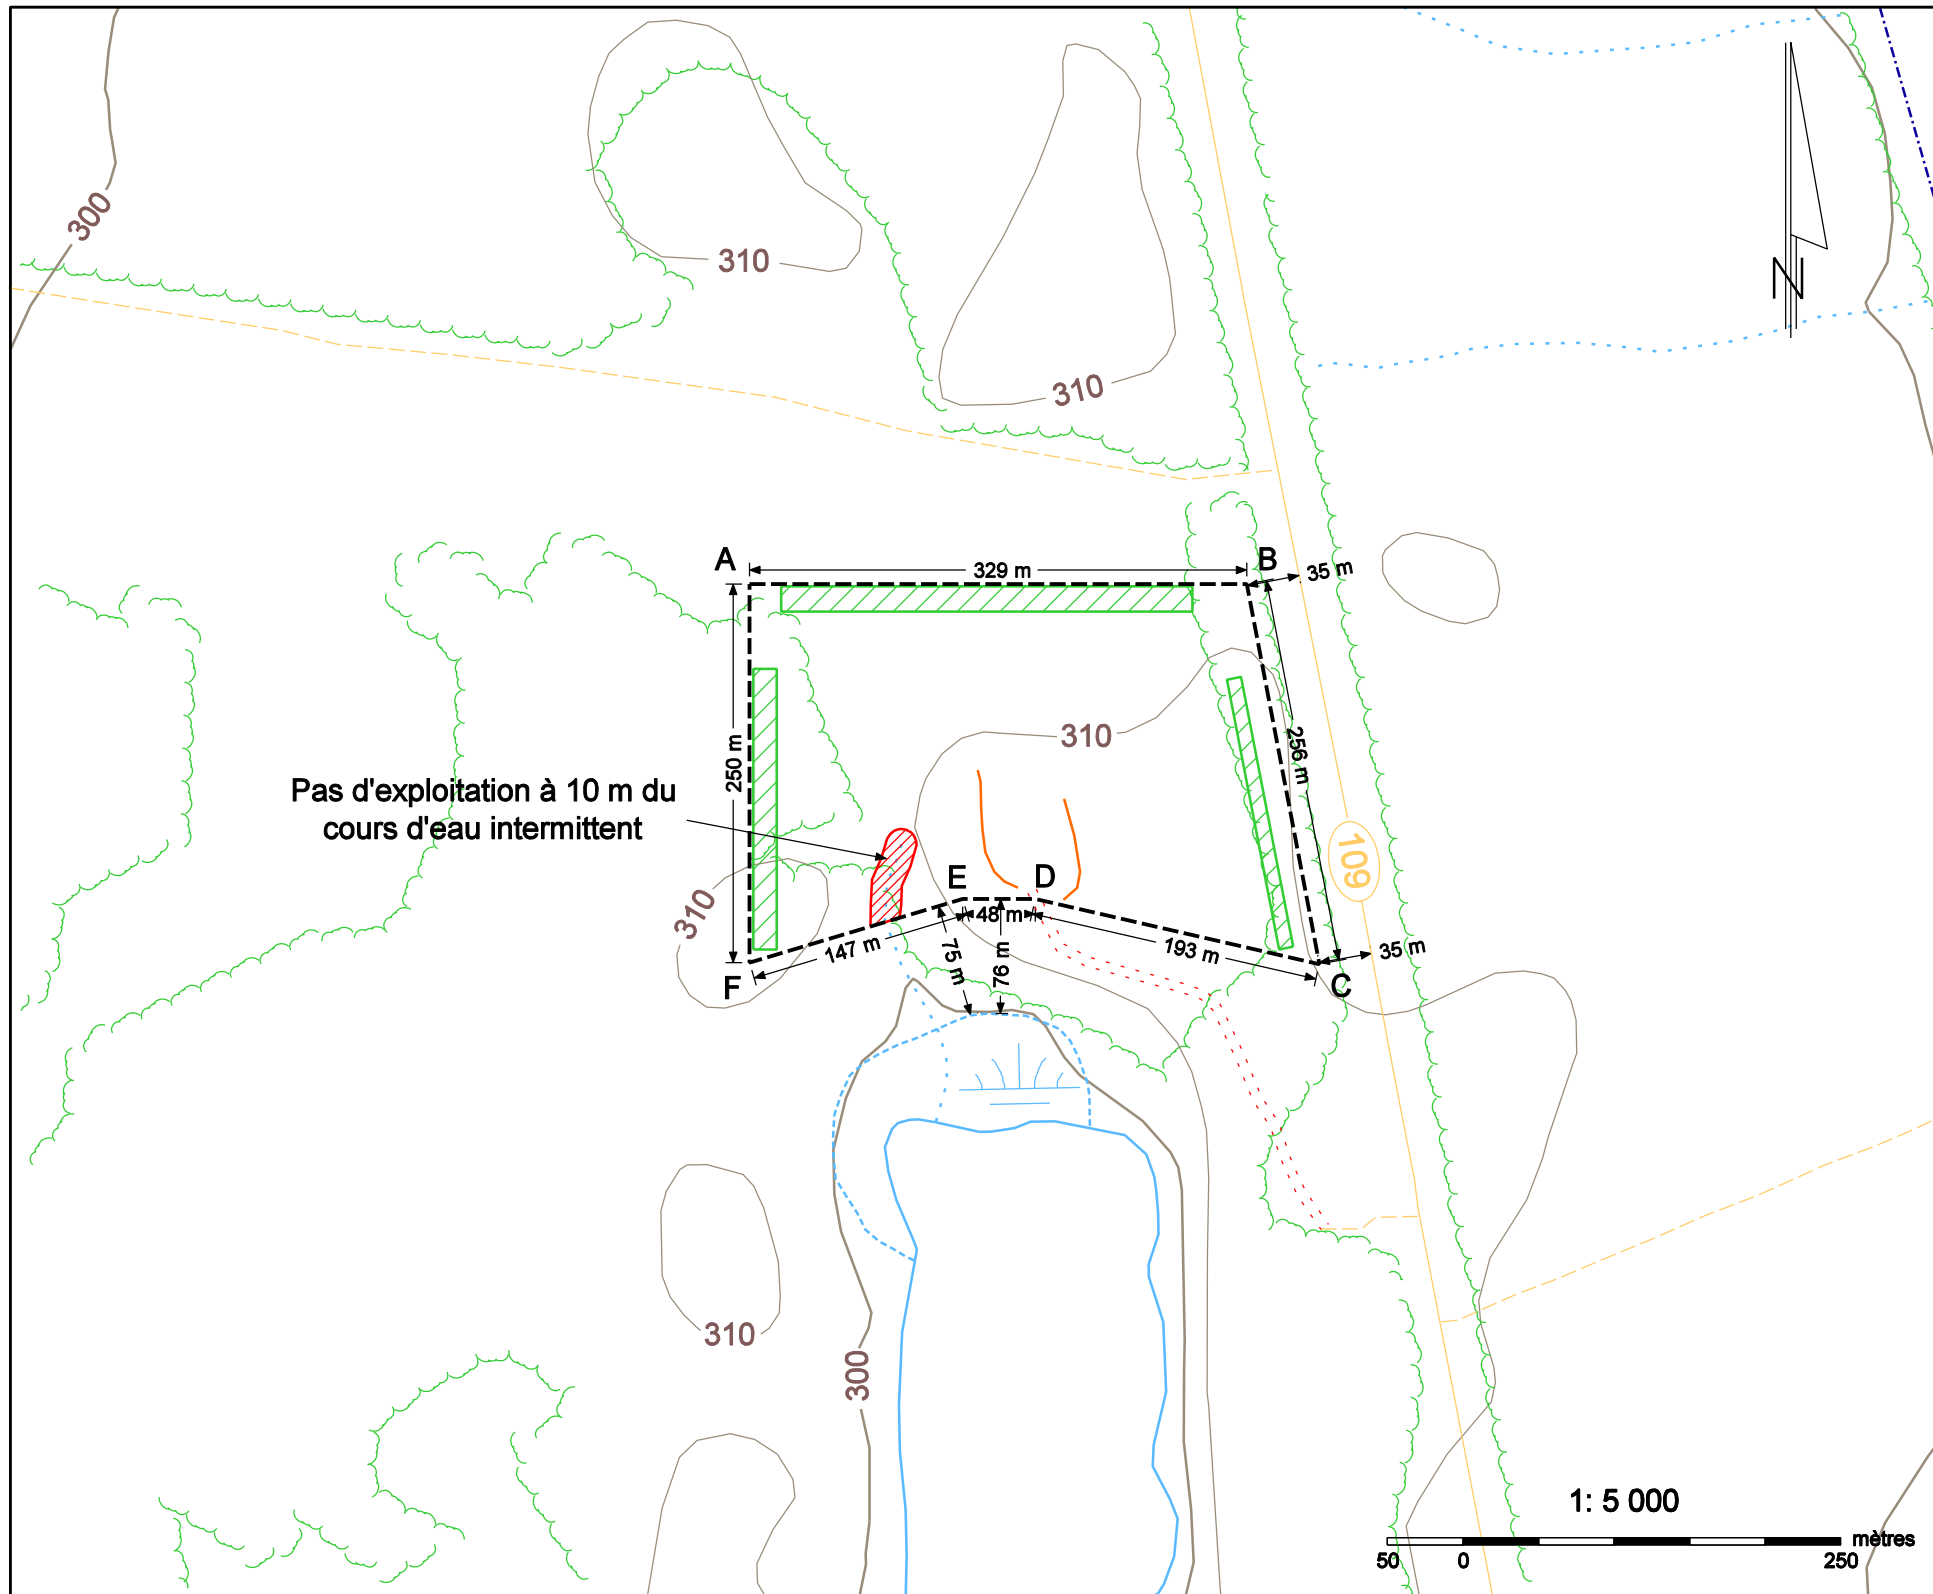 300
310
310
N
A
B
329 m
35 m
250 m
256 m
310
Pas d'exploitation à 10 m du
cours d'eau intermittent
109
310
E
D
48 m
147 m
75 m
76 m
193 m
35 m
F
C
310
300
1: 5 000
mètres
50 0 250